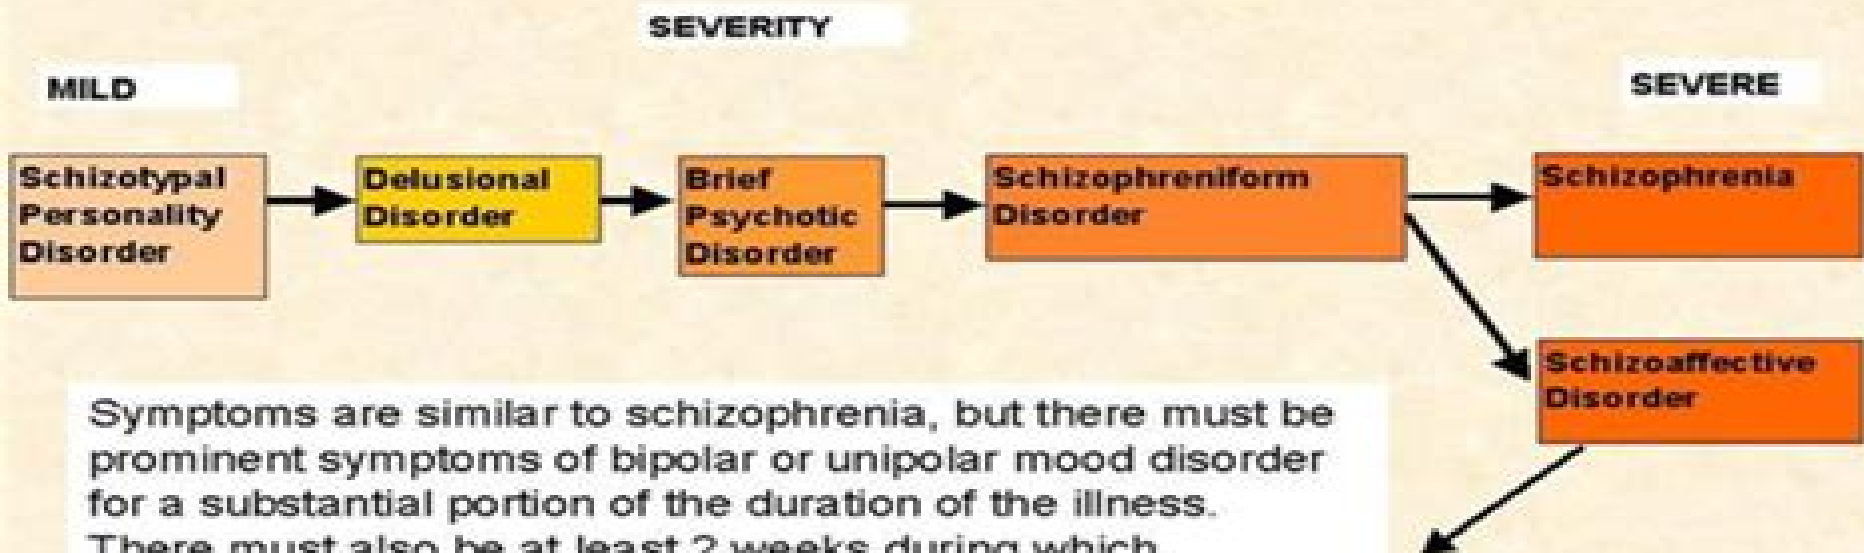 SEVERITY
MILD
SEVERE
Schizotypal
Personality
Disorder
Delusional
Disorder
Brief
Psychotic
Disorder
Schizophreniform
Disorder
Schizophrenia
Schizoaffective
Disorder
Symptoms are similar to schizophrenia, but there must be
prominent symptoms of bipolar or unipolar mood disorder
for a substantial portion of the duration of the illness.
There must also be at least 2 weeks during which